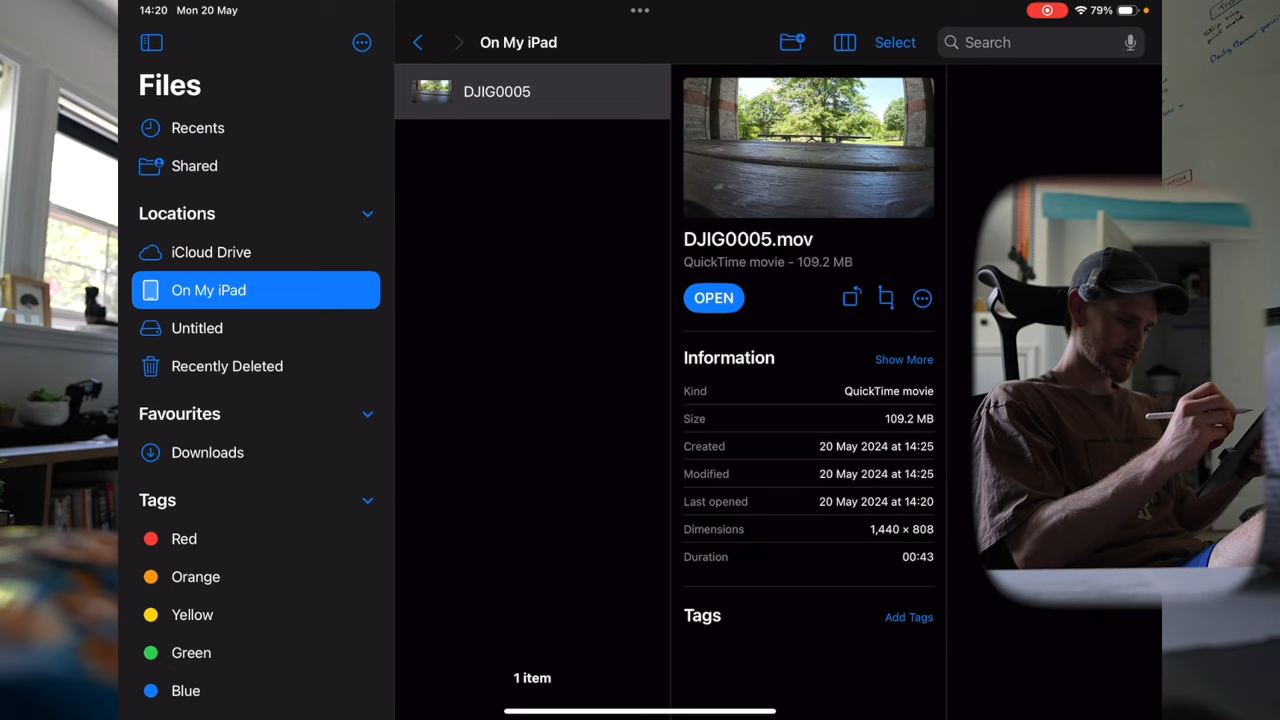 14:20 Mon 20 May
79%
Files
Recents
Shared
Locations
iCloud Drive
On My iPad
Untitled
Recently Deleted
Favourites
Downloads
Tags
Red
Orange
Yellow
Green
Blue
On My iPad
Select
Search
DJIG0005
1 item
DJIG0005.mov
QuickTime movie - 109.2 MB
OPEN
Information Show More
Kind QuickTime movie
Size 109.2 MB
Created 20 May 2024 at 14:25
Modified 20 May 2024 at 14:25
Last opened 20 May 2024 at 14:20
Dimensions 1,440 × 808
Duration 00:43
Tags Add Tags